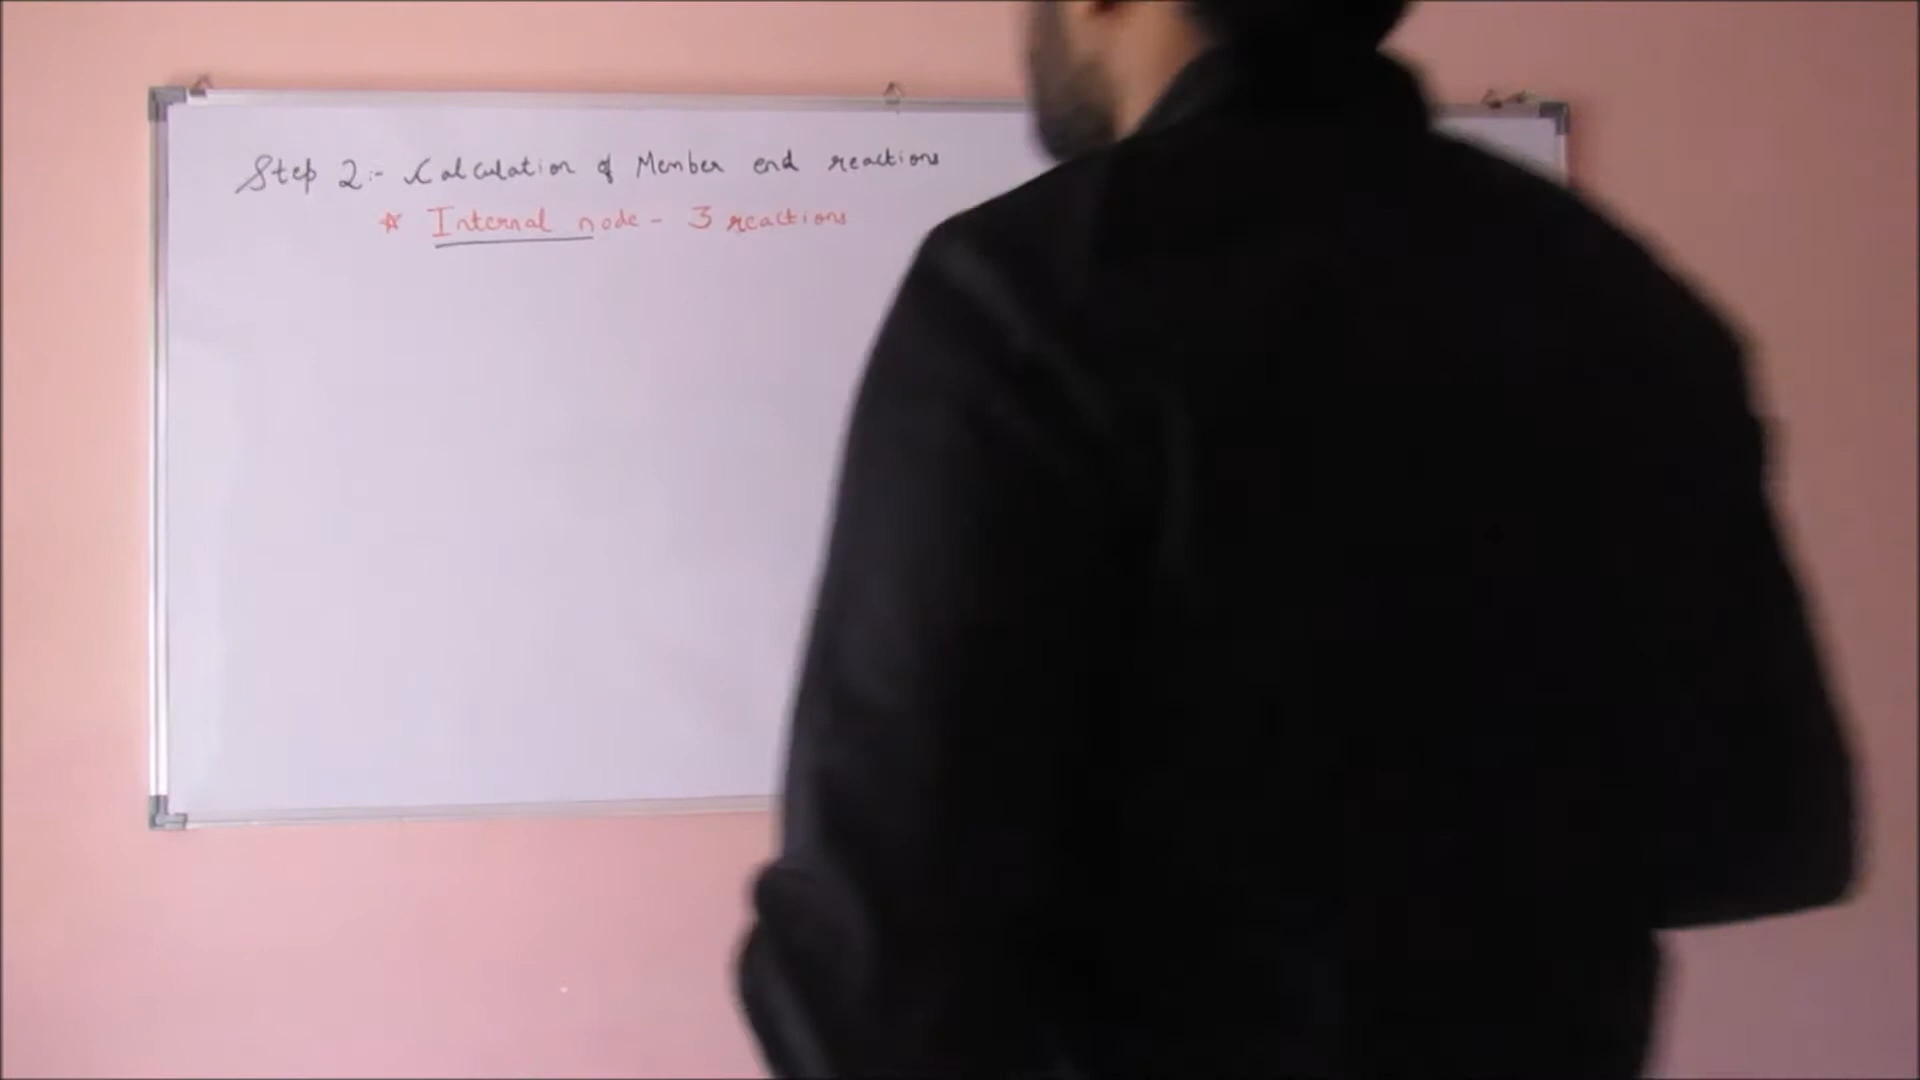 Step 2:- Calculation of Member end reactions
* Internal node - 3 reactions